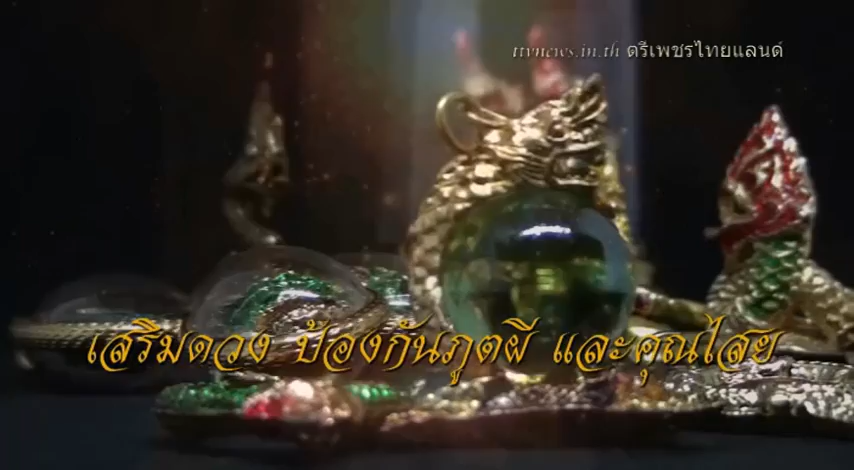 ttvnews.in.th ตรีเพชรไทยแลนด์
เสริมดวง ป้องกันภูตผี และคุณไสย